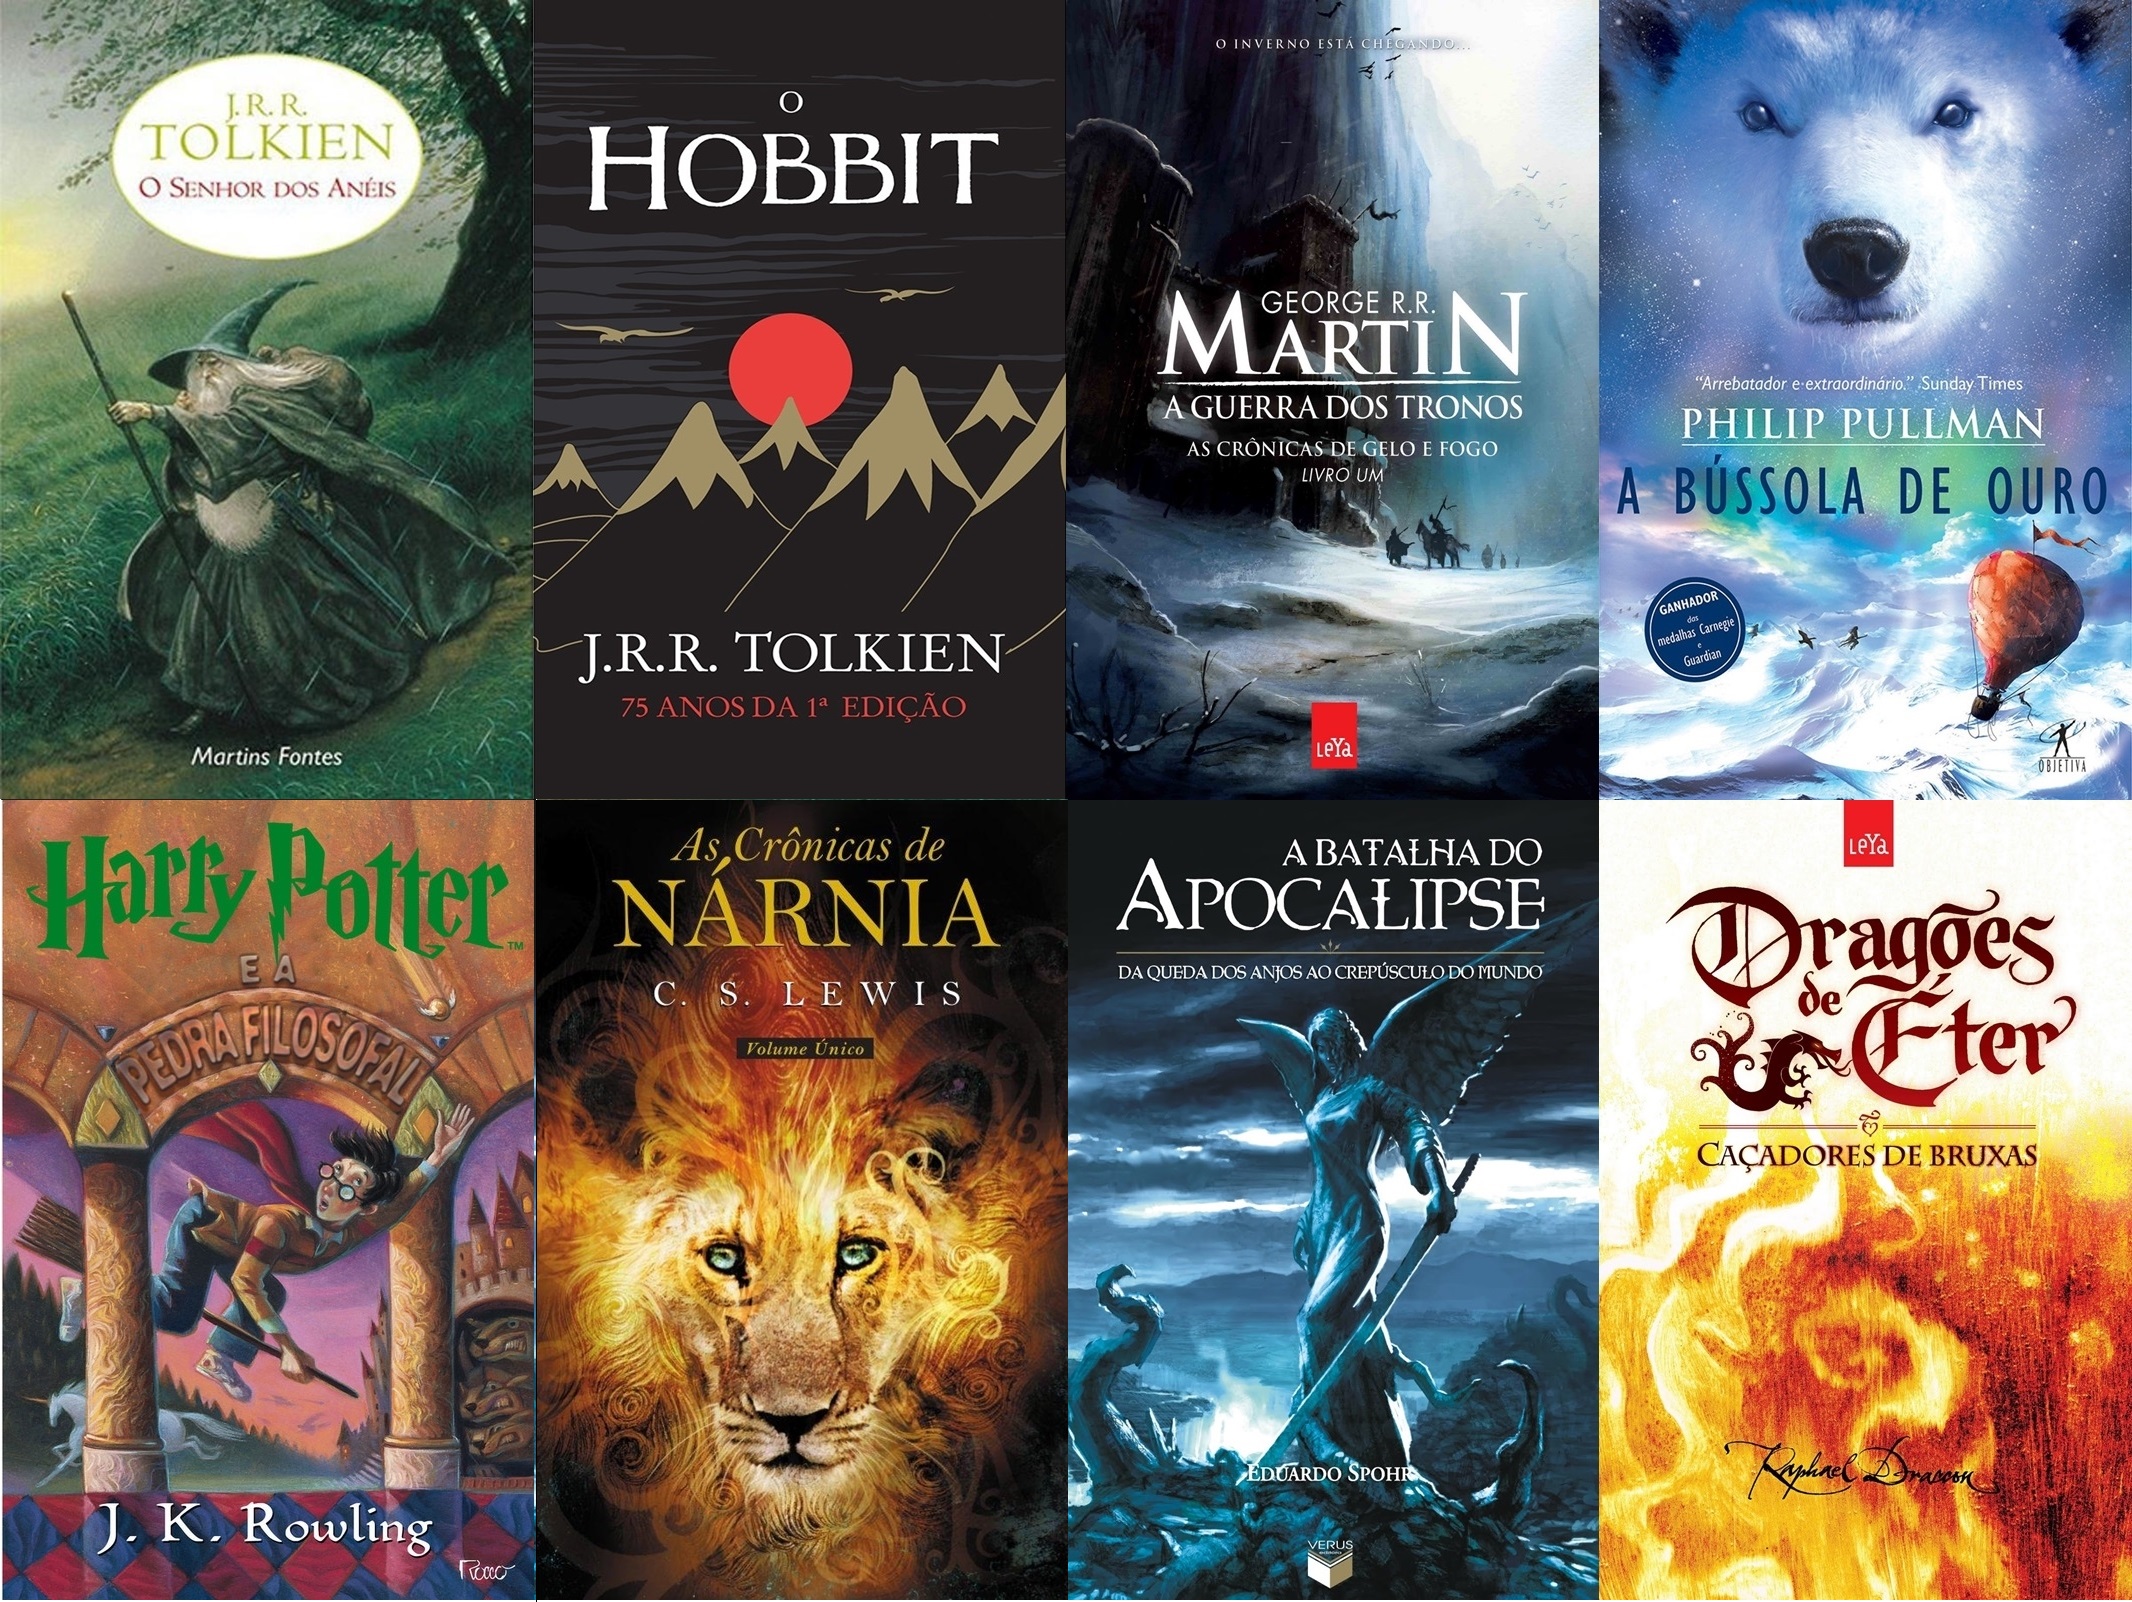 J.R.R.
TOLKIEN
O SENHOR DOS ANÉIS
Martins Fontes
O
HOBBIT
J.R.R. TOLKIEN
75 ANOS DA 1ª EDIÇÃO
O INVERNO ESTÁ CHEGANDO...
GEORGE R.R.
MARTIN
A GUERRA DOS TRONOS
AS CRÔNICAS DE GELO E FOGO
LIVRO UM
LEYA
“Arrebatador e extraordinário.” Sunday Times
PHILIP PULLMAN
A BÚSSOLA DE OURO
GANHADOR
das
medalhas Carnegie
e
Guardian
OBJETIVA
Harry Potter™
E A
PEDRA FILOSOFAL
J. K. Rowling
Rocco
As Crônicas de
NÁRNIA
C. S. LEWIS
Volume Único
A BATALHA DO
APOCALIPSE
DA QUEDA DOS ANJOS AO CREPÚSCULO DO MUNDO
EDUARDO SPOHR
VERUS
editora
LEYA
Dragões
de
Éter
CAÇADORES DE BRUXAS
Raphael Draccon